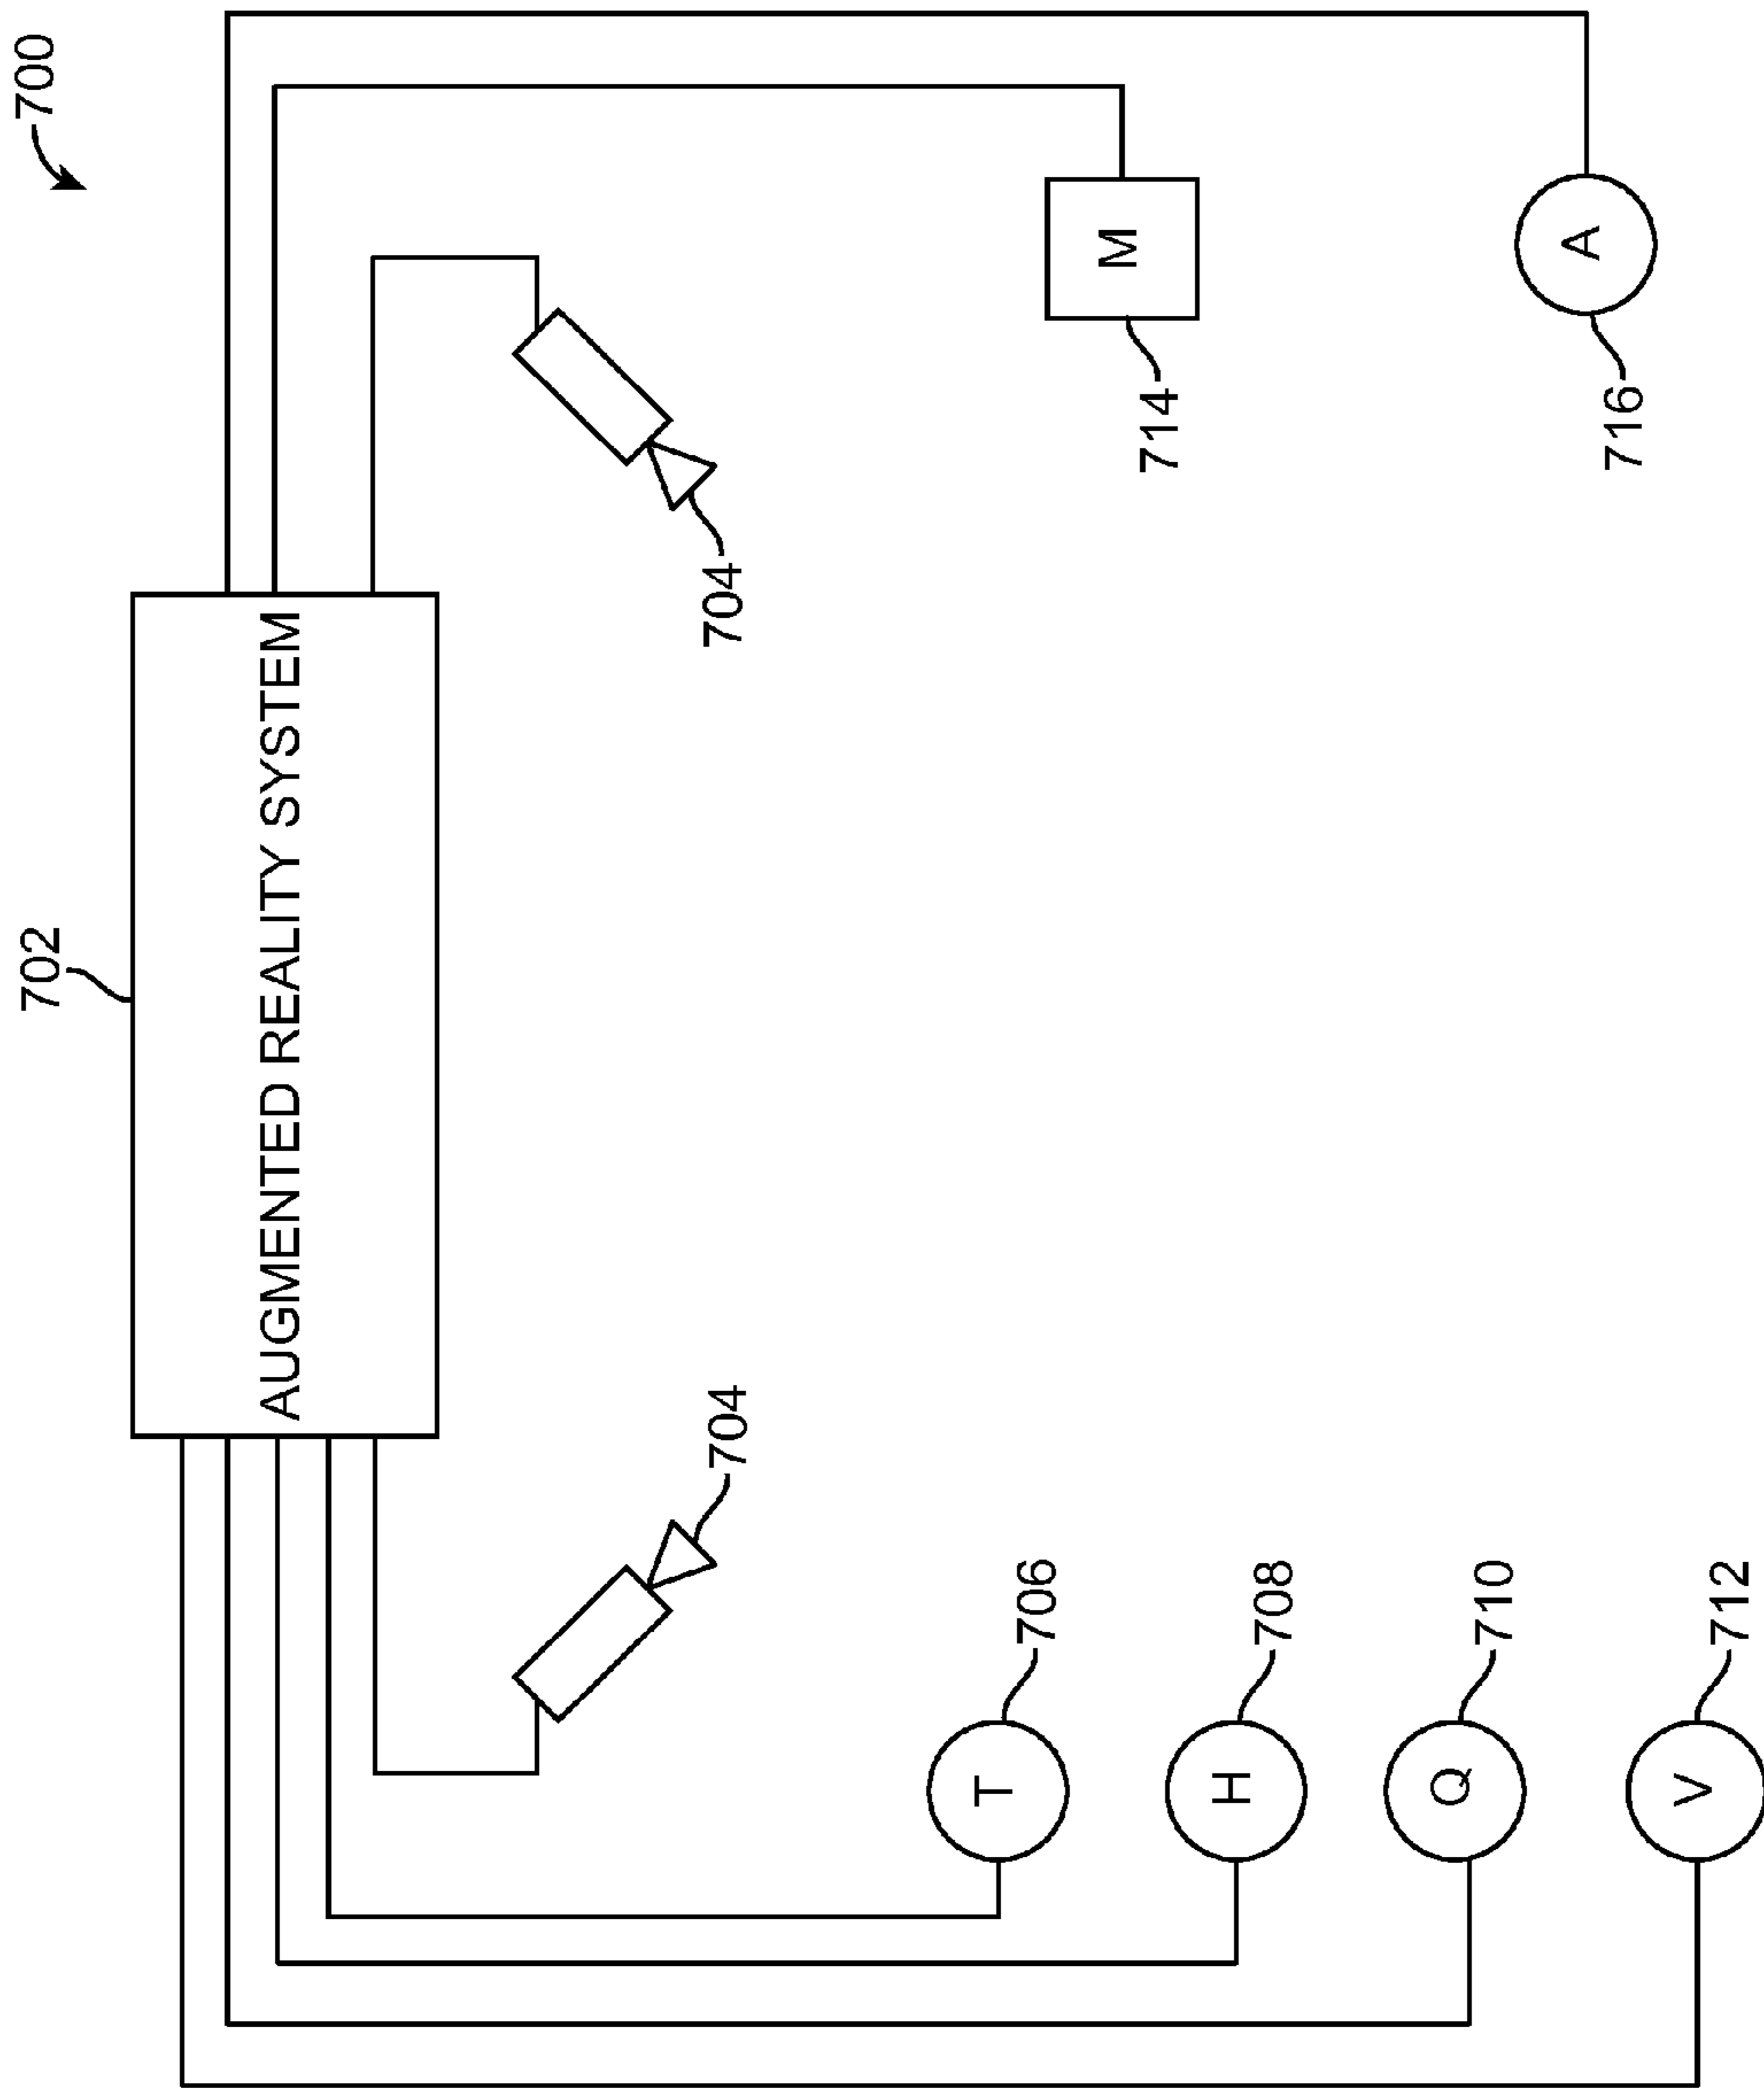 700
702
AUGMENTED REALITY SYSTEM
704
704
T
706
M
714
H
708
Q
710
A
716
V
712